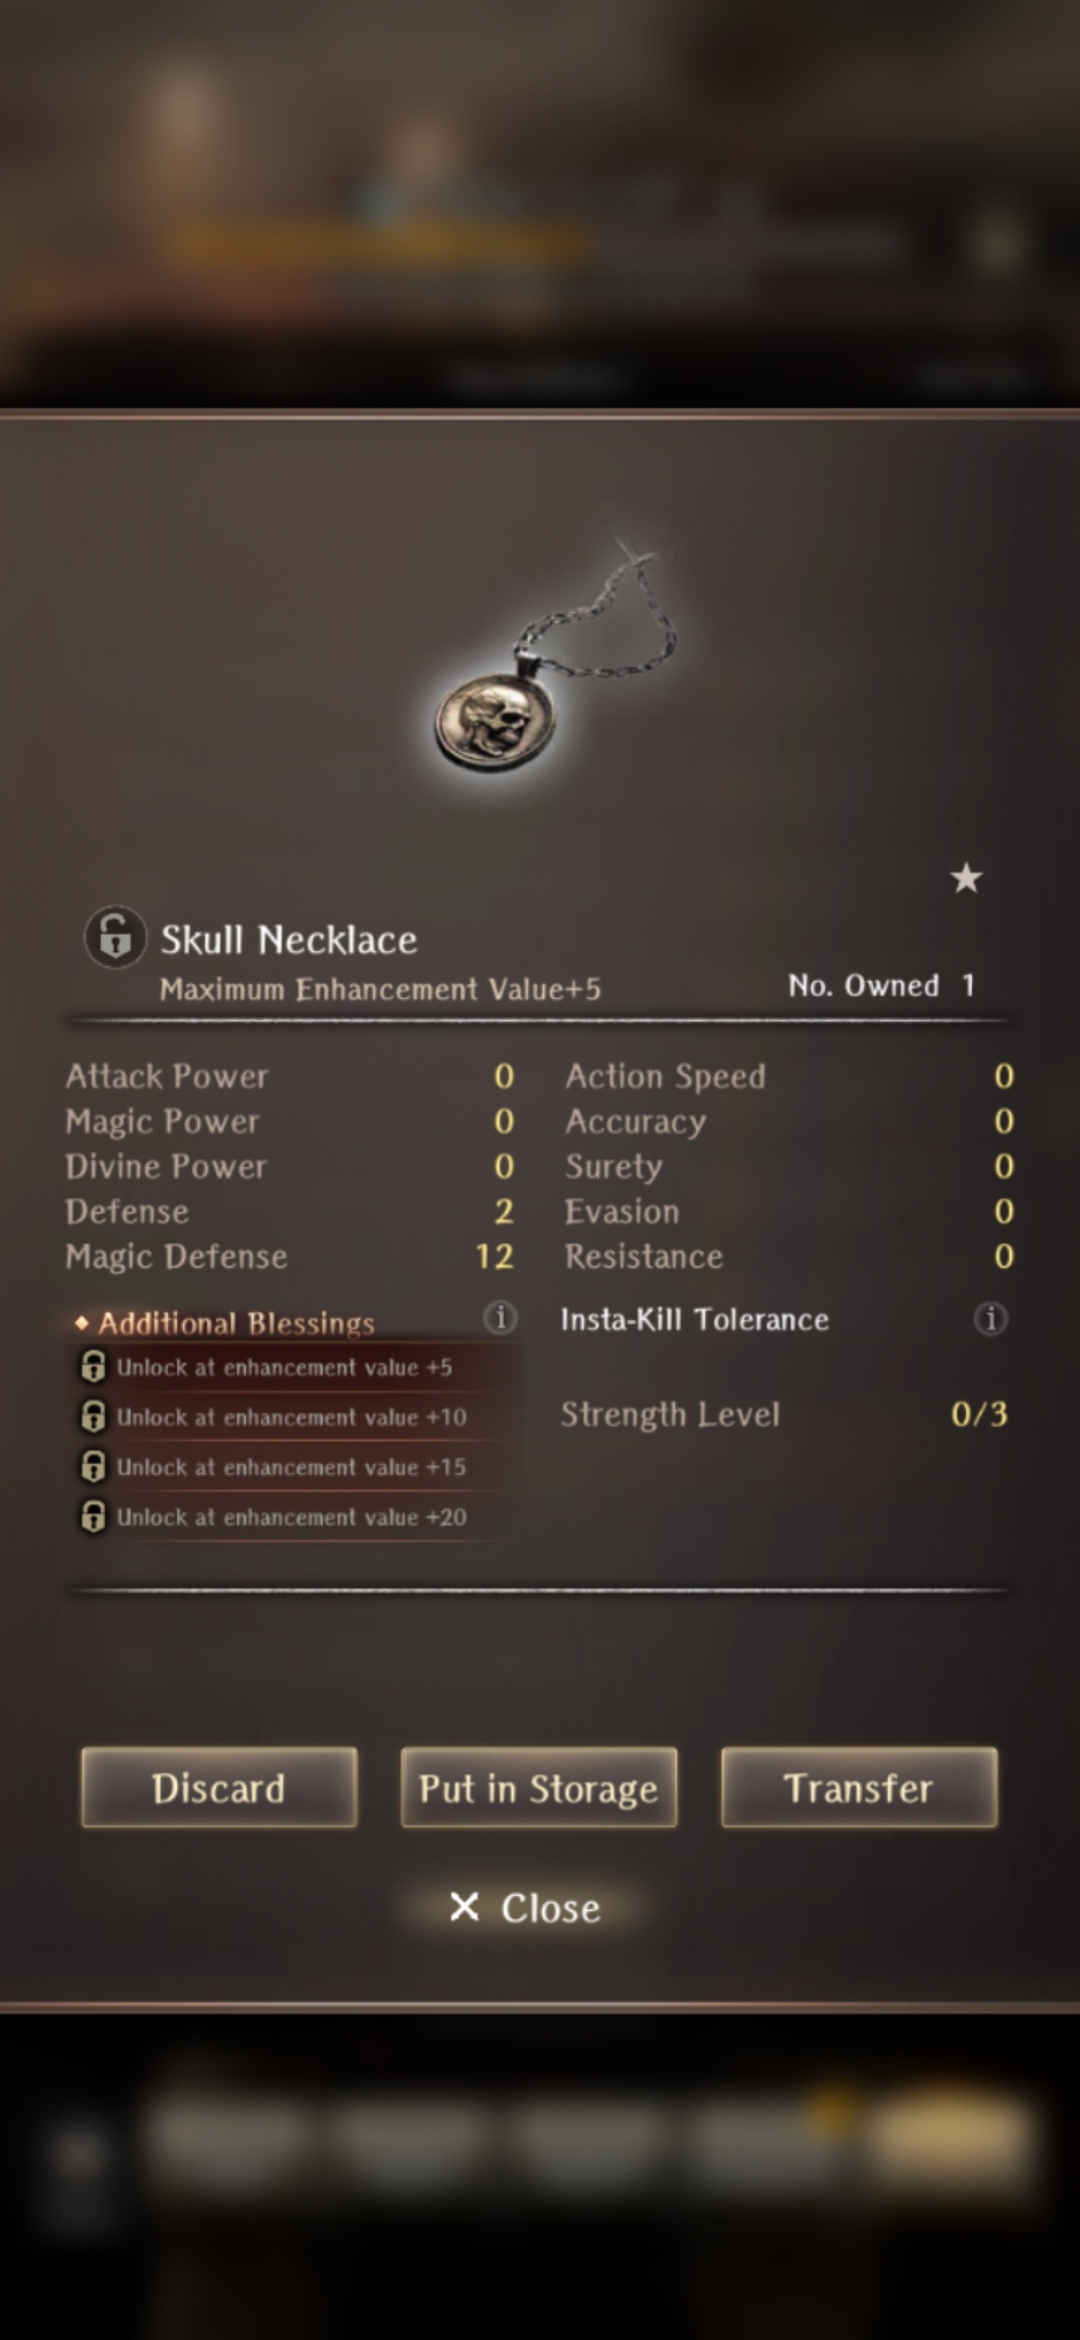 Skull Necklace
Maximum Enhancement Value+5
No. Owned 1
Attack Power 0
Action Speed 0
Magic Power 0
Accuracy 0
Divine Power 0
Surety 0
Defense 2
Evasion 0
Magic Defense 12
Resistance 0
Additional Blessings
Unlock at enhancement value +5
Unlock at enhancement value +10
Unlock at enhancement value +15
Unlock at enhancement value +20
Insta-Kill Tolerance
Strength Level 0/3
Discard
Put in Storage
Transfer
Close